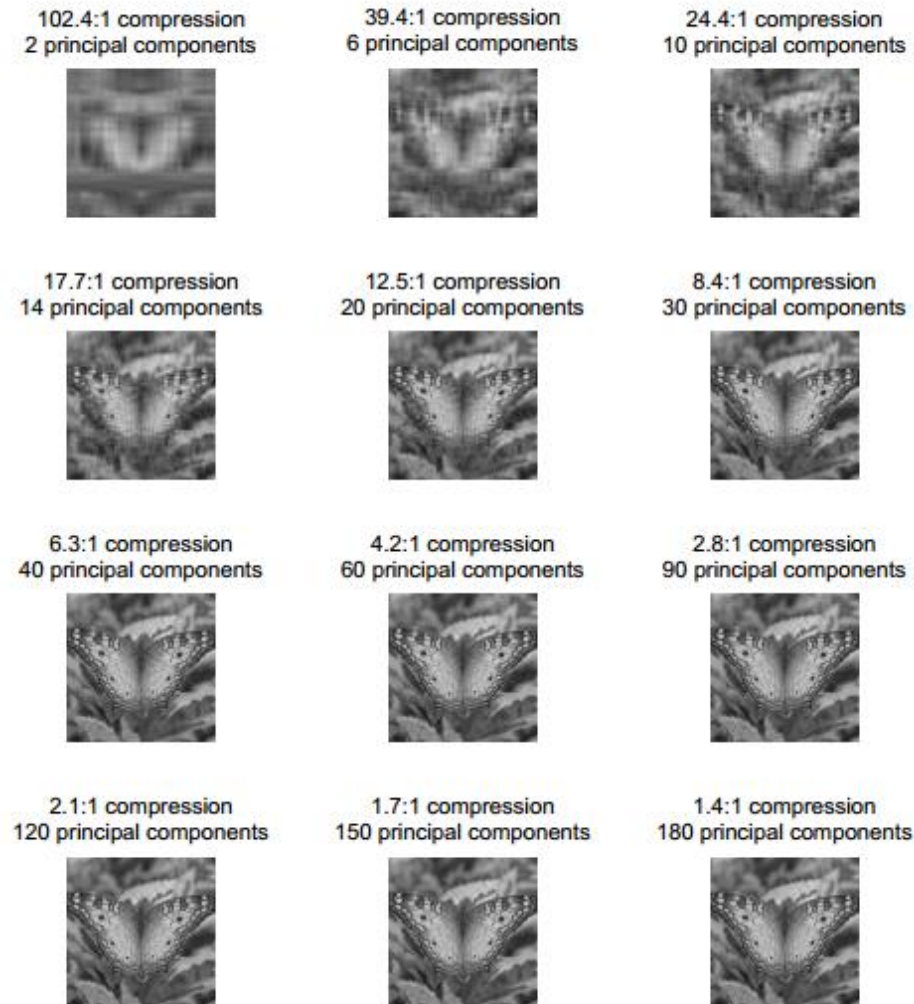 102.4:1 compression
2 principal components
39.4:1 compression
6 principal components
24.4:1 compression
10 principal components
17.7:1 compression
14 principal components
12.5:1 compression
20 principal components
8.4:1 compression
30 principal components
6.3:1 compression
40 principal components
4.2:1 compression
60 principal components
2.8:1 compression
90 principal components
2.1:1 compression
120 principal components
1.7:1 compression
150 principal components
1.4:1 compression
180 principal components